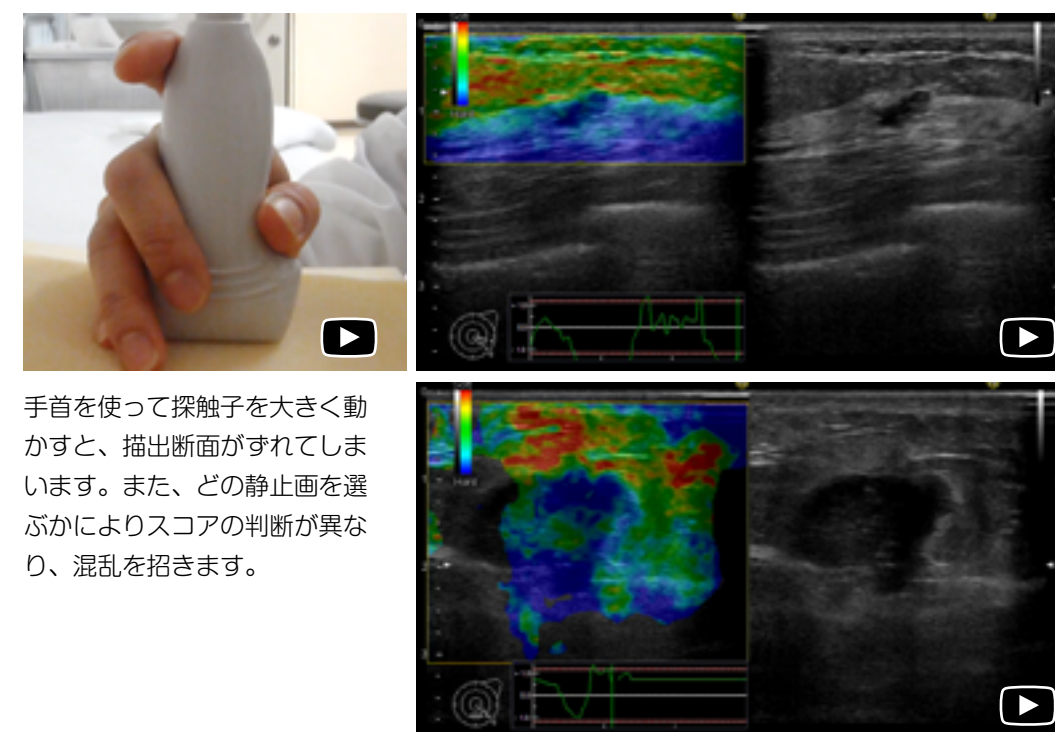 手首を使って探触子を大きく動
かすと、描出断面がずれてしま
います。また、どの静止画を選
ぶかによりスコアの判断が異な
り、混乱を招きます。
Hard